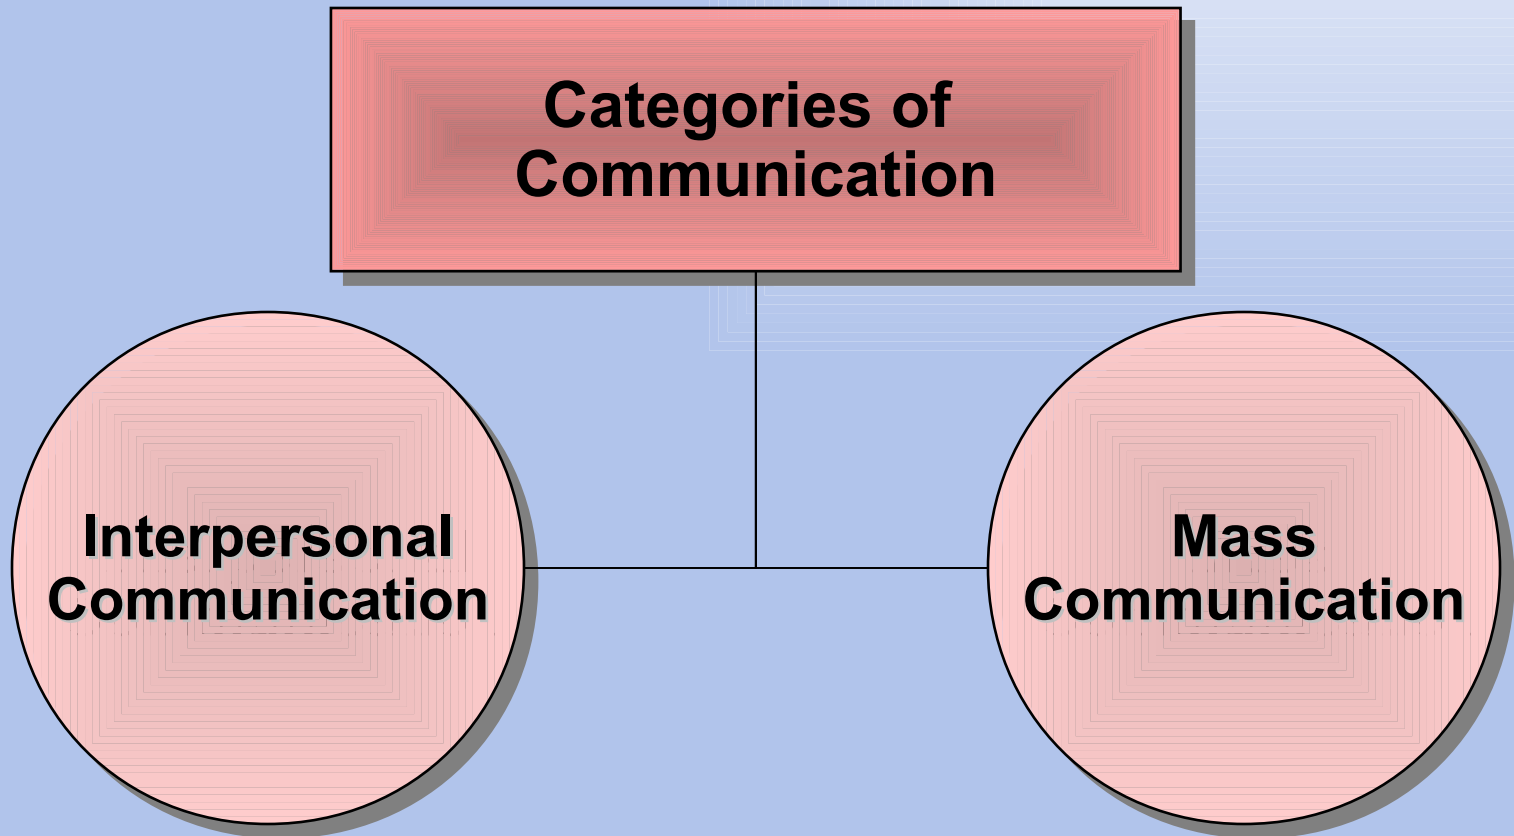 Categories of
Communication
Interpersonal
Communication
Mass
Communication